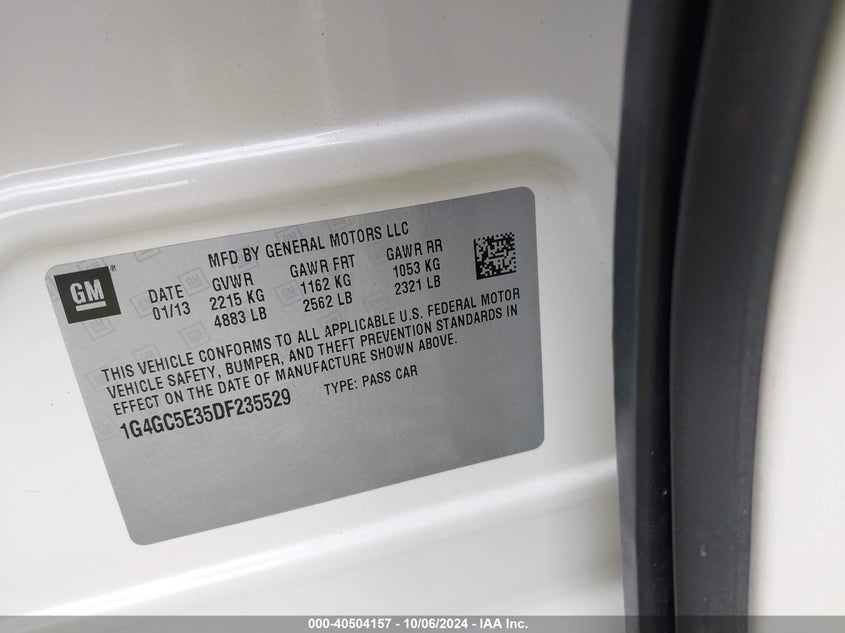 MFD BY GENERAL MOTORS LLC
GM®
DATE GVWR GAWR FRT GAWR RR
01/13 2215 KG 1162 KG 1053 KG
4883 LB 2562 LB 2321 LB
THIS VEHICLE CONFORMS TO ALL APPLICABLE U.S. FEDERAL MOTOR
VEHICLE SAFETY, BUMPER, AND THEFT PREVENTION STANDARDS IN
EFFECT ON THE DATE OF MANUFACTURE SHOWN ABOVE.
1G4GC5E35DF235529 TYPE: PASS CAR
000-40504157 - 10/06/2024 - IAA Inc.